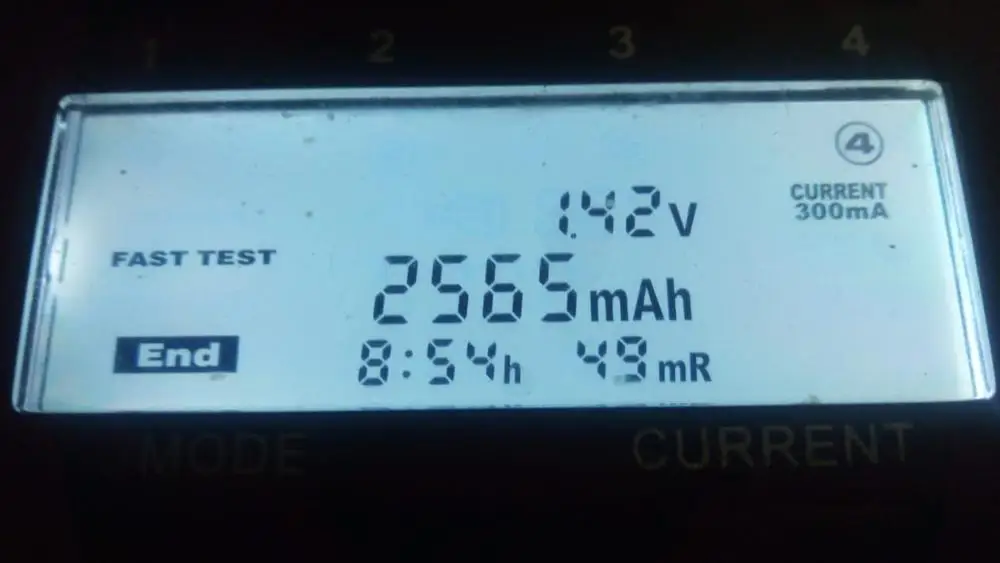 1 2 3 4
4
CURRENT
300mA
1.42V
FAST TEST
2565mAh
End
8:54h 49mR
MODE CURRENT